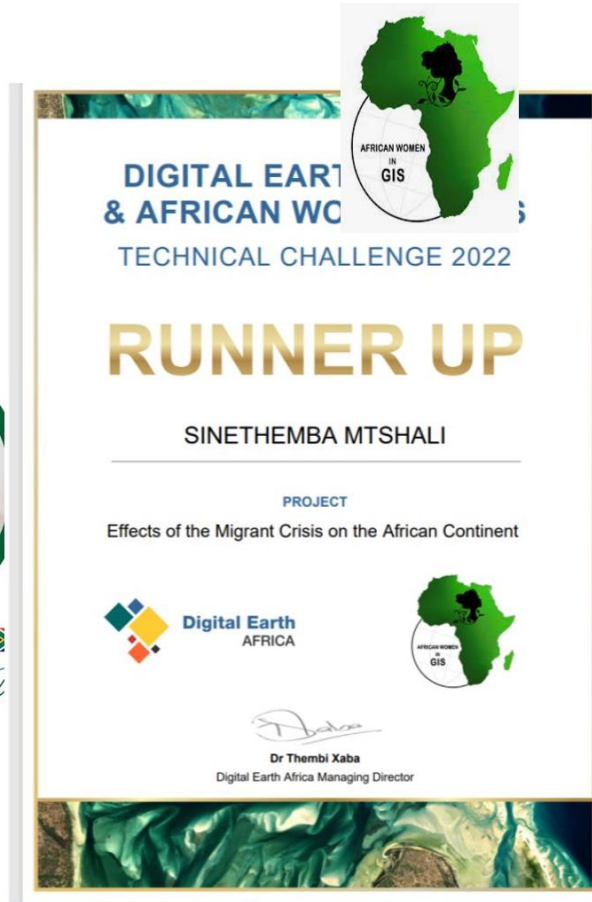 AFRICAN WOMEN
IN
GIS
DIGITAL EART
& AFRICAN WO S
TECHNICAL CHALLENGE 2022
RUNNER UP
SINETHEMBA MTSHALI
PROJECT
Effects of the Migrant Crisis on the African Continent
Digital Earth
AFRICA
AFRICAN WOMEN
IN
GIS
Dr Thembi Xaba
Digital Earth Africa Managing Director